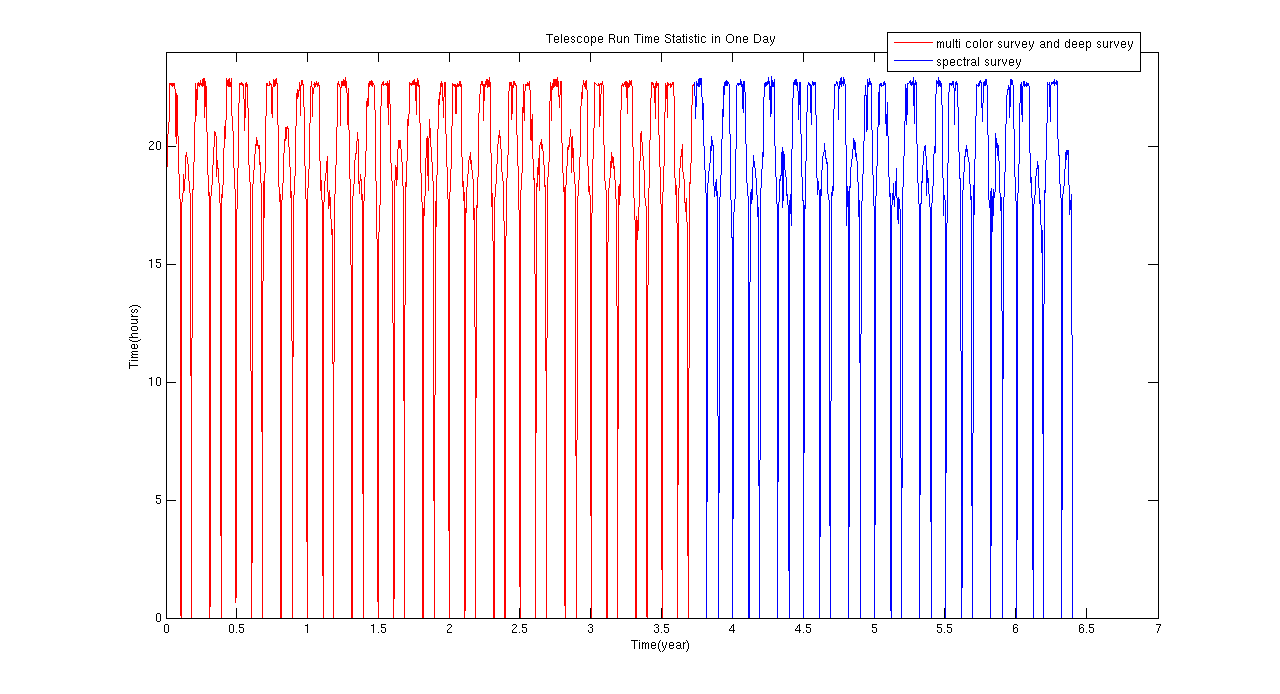 Telescope Run Time Statistic in One Day
multi color survey and deep survey
spectral survey
20
15
10
5
0
Time(hours)
0 0.5 1 1.5 2 2.5 3 3.5 4 4.5 5 5.5 6 6.5 7
Time(year)